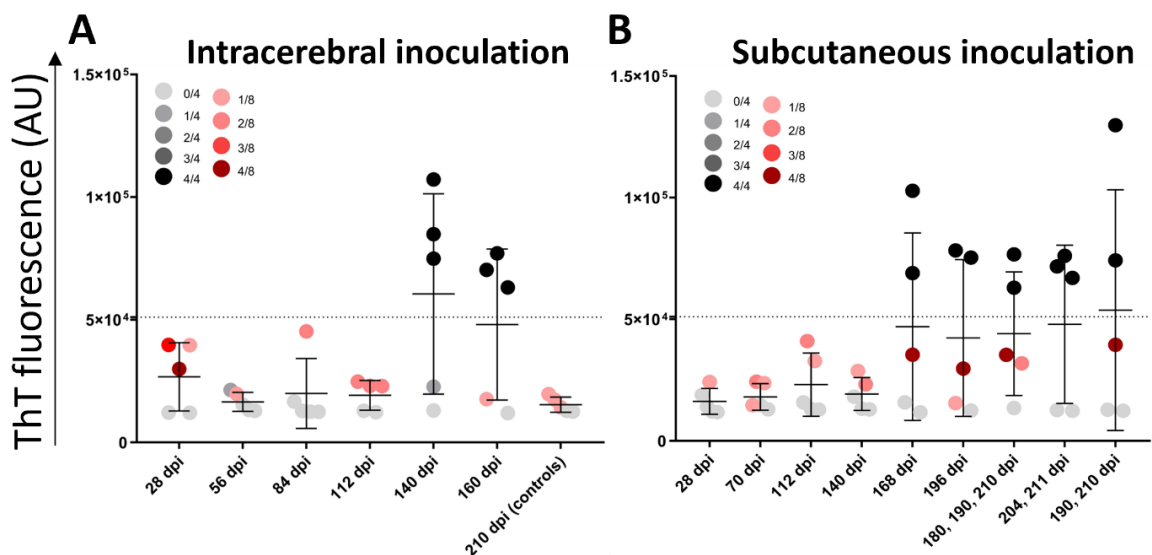 A
Intracerebral inoculation
ThT fluorescence (AU)
1.5×10⁵
1×10⁵
5×10⁴
0
0/4
1/4
2/4
3/4
4/4
1/8
2/8
3/8
4/8
28 dpi
56 dpi
84 dpi
112 dpi
140 dpi
160 dpi
210 dpi (controls)
B
Subcutaneous inoculation
1.5×10⁵
1×10⁵
5×10⁴
0
0/4
1/4
2/4
3/4
4/4
1/8
2/8
3/8
4/8
28 dpi
70 dpi
112 dpi
140 dpi
168 dpi
196 dpi
180, 190, 210 dpi
204, 211 dpi
190, 210 dpi